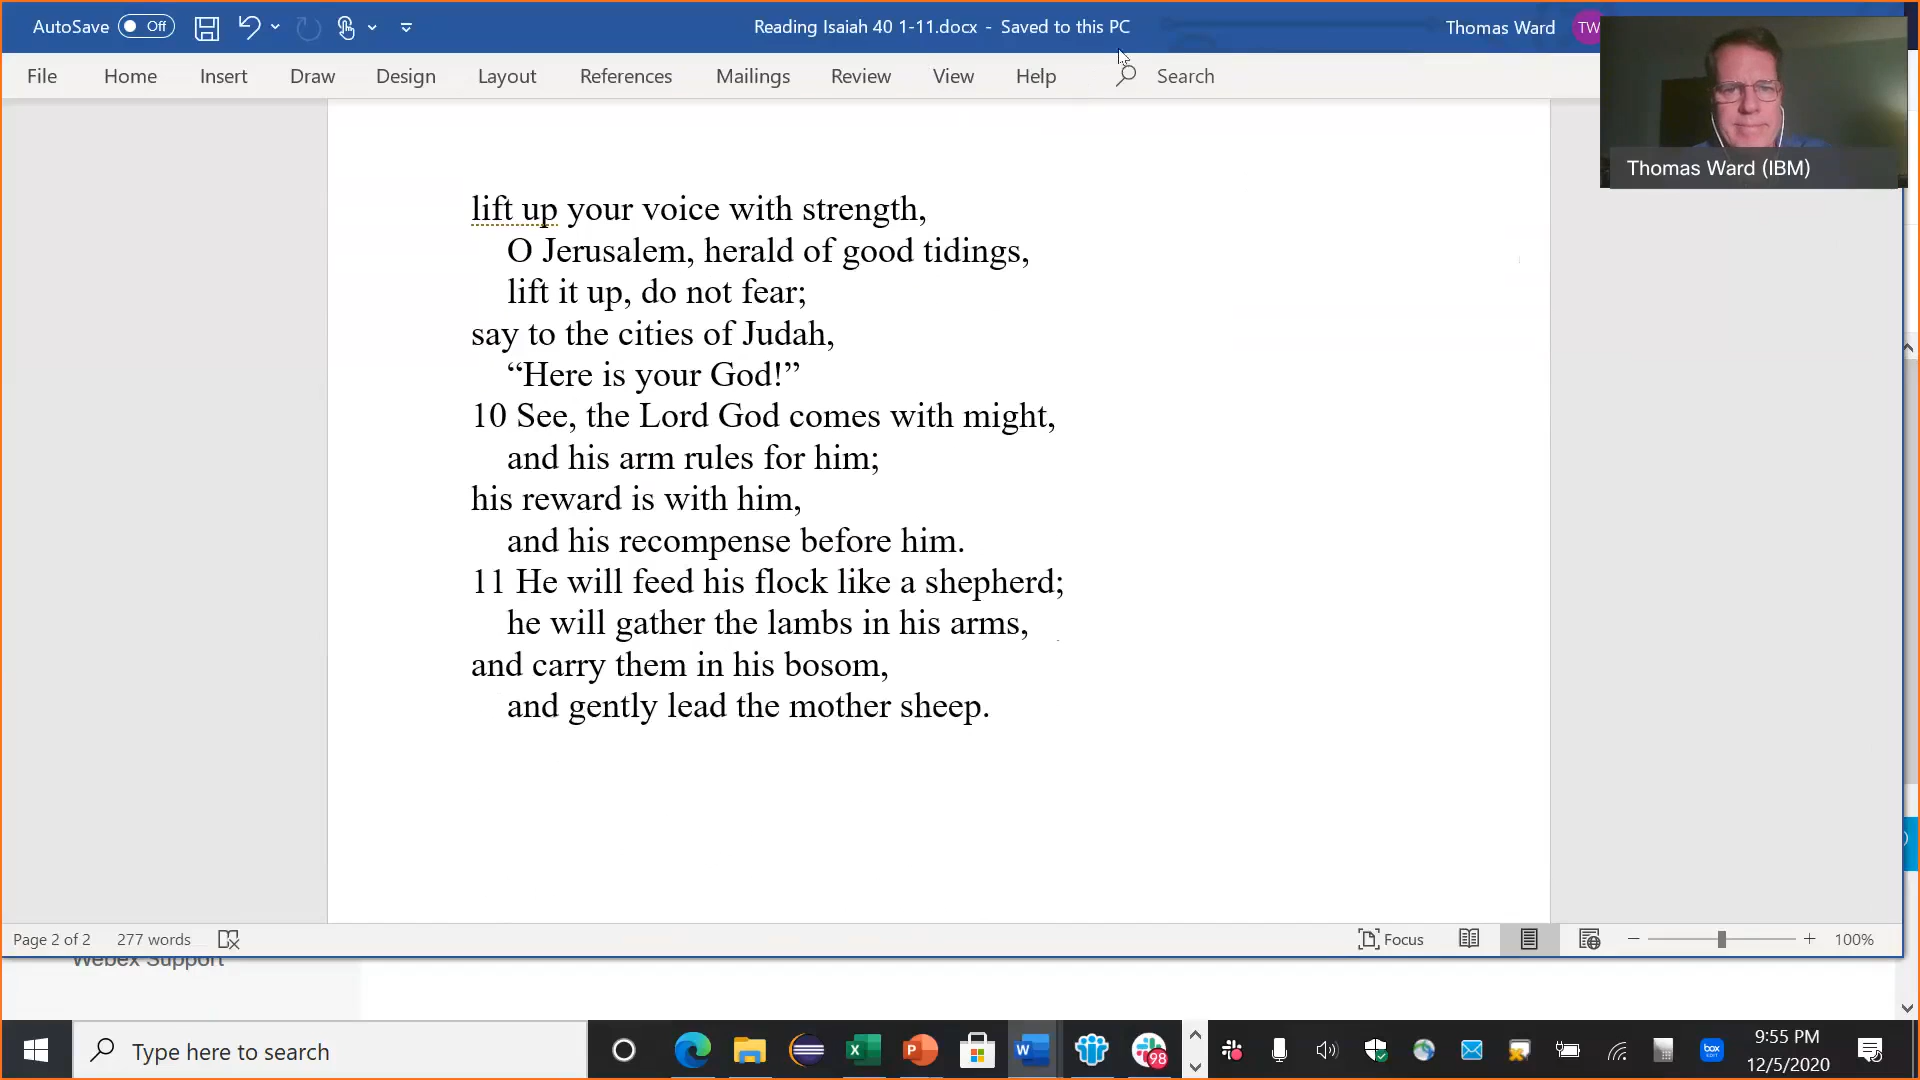 AutoSave Off
Reading Isaiah 40 1-11.docx - Saved to this PC
Thomas Ward TW
File Home Insert Draw Design Layout References Mailings Review View Help Search
Thomas Ward (IBM)
lift up your voice with strength,
O Jerusalem, herald of good tidings,
lift it up, do not fear;
say to the cities of Judah,
“Here is your God!”
10 See, the Lord God comes with might,
and his arm rules for him;
his reward is with him,
and his recompense before him.
11 He will feed his flock like a shepherd;
he will gather the lambs in his arms,
and carry them in his bosom,
and gently lead the mother sheep.
Page 2 of 2 277 words Focus 100%
Webex Support
Type here to search
98
box
9:55 PM
12/5/2020